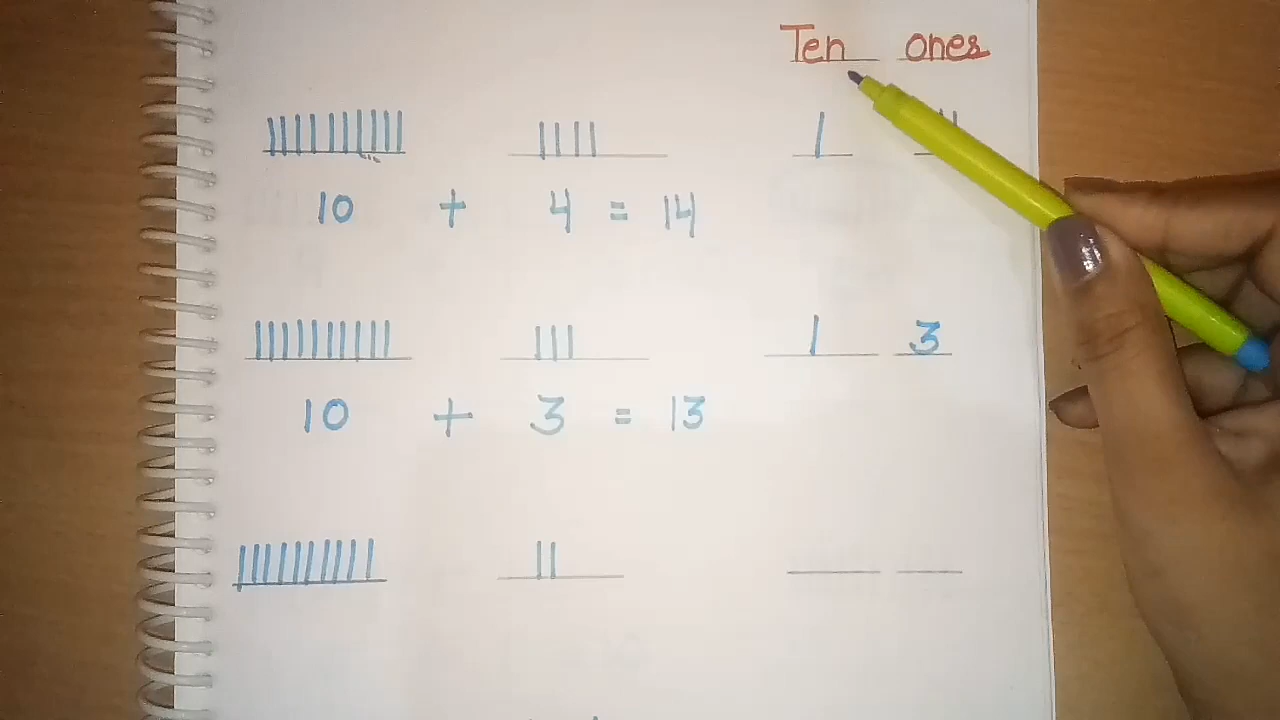 Ten ones
1
10 + 4 = 14
1 3
10 + 3 = 13